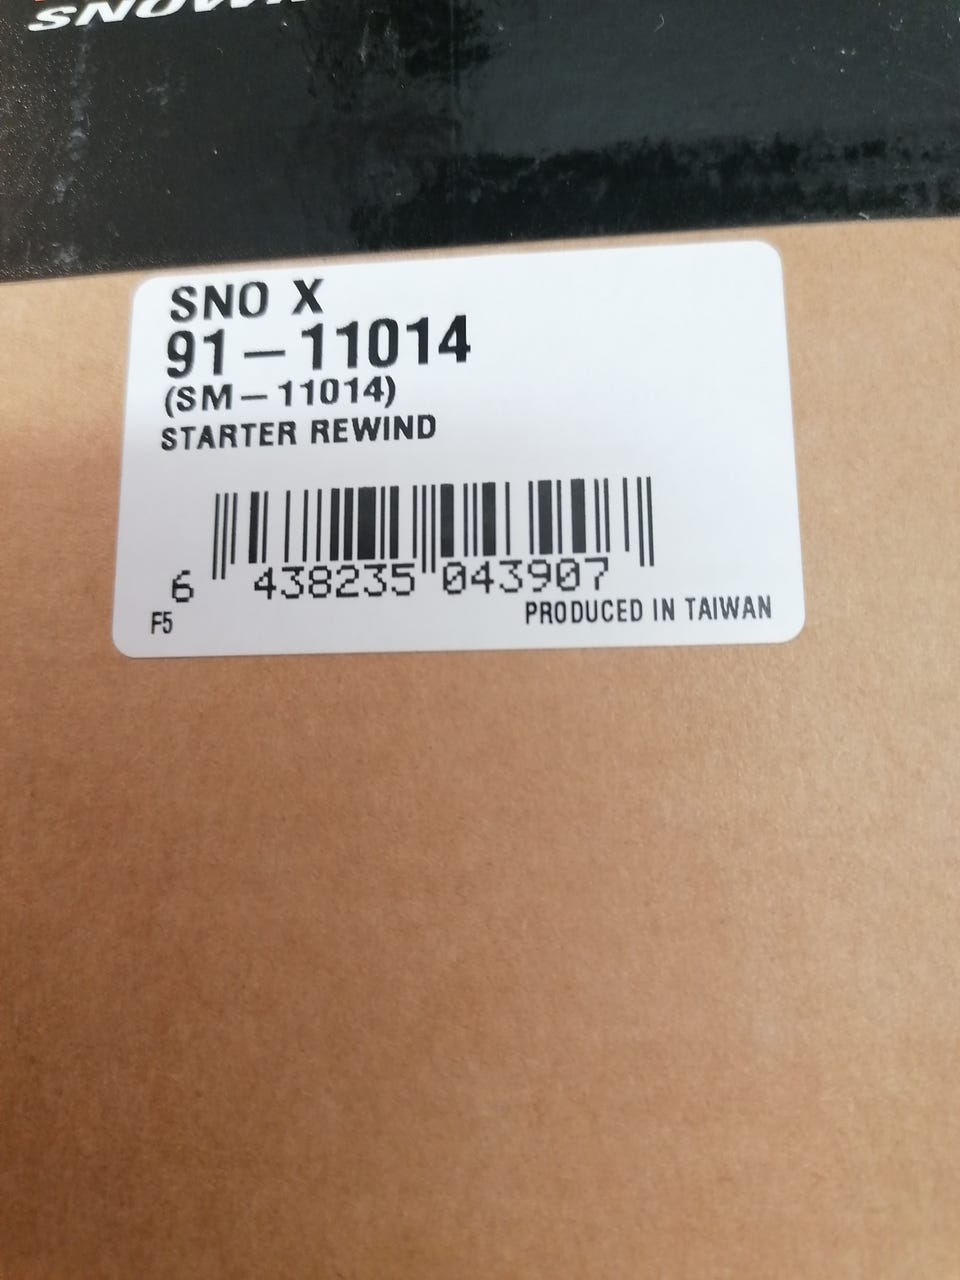 SNO X
91-11014
(SM-11014)
STARTER REWIND
6 438235 043907
F5
PRODUCED IN TAIWAN